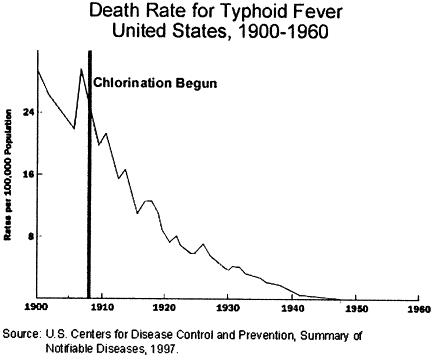 Death Rate for Typhoid Fever
United States, 1900-1960
Chlorination Begun
Rates per 100,000 Population
24
16
8
1900 1910 1920 1930 1940 1950 1960
Source: U.S. Centers for Disease Control and Prevention, Summary of
Notifiable Diseases, 1997.